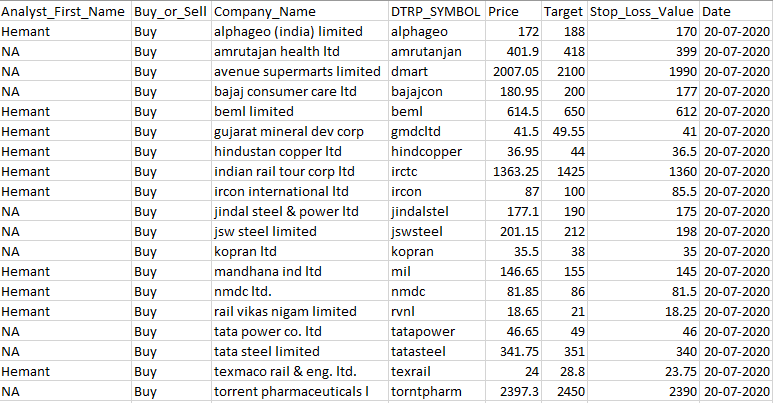 Analyst_First_Name Buy_or_Sell Company_Name DTRP_SYMBOL Price Target Stop_Loss_Value Date
Hemant Buy alphageo (india) limited alphageo 172 188 170 20-07-2020
NA Buy amrutajan health ltd amrutanjan 401.9 418 399 20-07-2020
NA Buy avenue supermarts limited dmart 2007.05 2100 1990 20-07-2020
NA Buy bajaj consumer care ltd bajajcon 180.95 200 177 20-07-2020
Hemant Buy beml limited beml 614.5 650 612 20-07-2020
Hemant Buy gujarat mineral dev corp gmdcltd 41.5 49.55 41 20-07-2020
Hemant Buy hindustan copper ltd hindcopper 36.95 44 36.5 20-07-2020
Hemant Buy indian rail tour corp ltd irctc 1363.25 1425 1360 20-07-2020
Hemant Buy ircon international ltd ircon 87 100 85.5 20-07-2020
NA Buy jindal steel & power ltd jindalstel 177.1 190 175 20-07-2020
NA Buy jsw steel limited jswsteel 201.15 212 198 20-07-2020
NA Buy kopran ltd kopran 35.5 38 35 20-07-2020
Hemant Buy mandhana ind ltd mil 146.65 155 145 20-07-2020
Hemant Buy nmdc ltd. nmdc 81.85 86 81.5 20-07-2020
Hemant Buy rail vikas nigam limited rvnl 18.65 21 18.25 20-07-2020
NA Buy tata power co. ltd tatapower 46.65 49 46 20-07-2020
NA Buy tata steel limited tatasteel 341.75 351 340 20-07-2020
Hemant Buy texmaco rail & eng. ltd. texrail 24 28.8 23.75 20-07-2020
NA Buy torrent pharmaceuticals l torntpharm 2397.3 2450 2390 20-07-2020